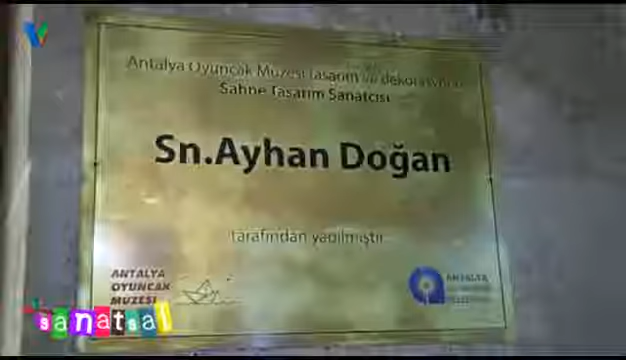 Antalya Oyuncak Müzesi tasarım ve dekorasyonu
Sahne Tasarım Sanatçısı
Sn.Ayhan Doğan
tarafından yapılmıştır
ANTALYA
OYUNCAK
MÜZESİ
ANTALYA
sanatsal